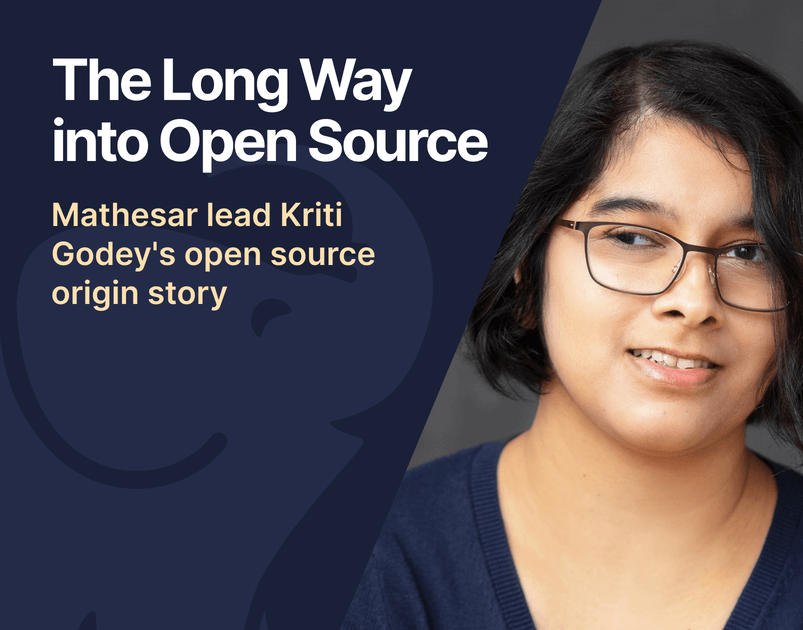 The Long Way
into Open Source
Mathesar lead Kriti
Godey's open source
origin story